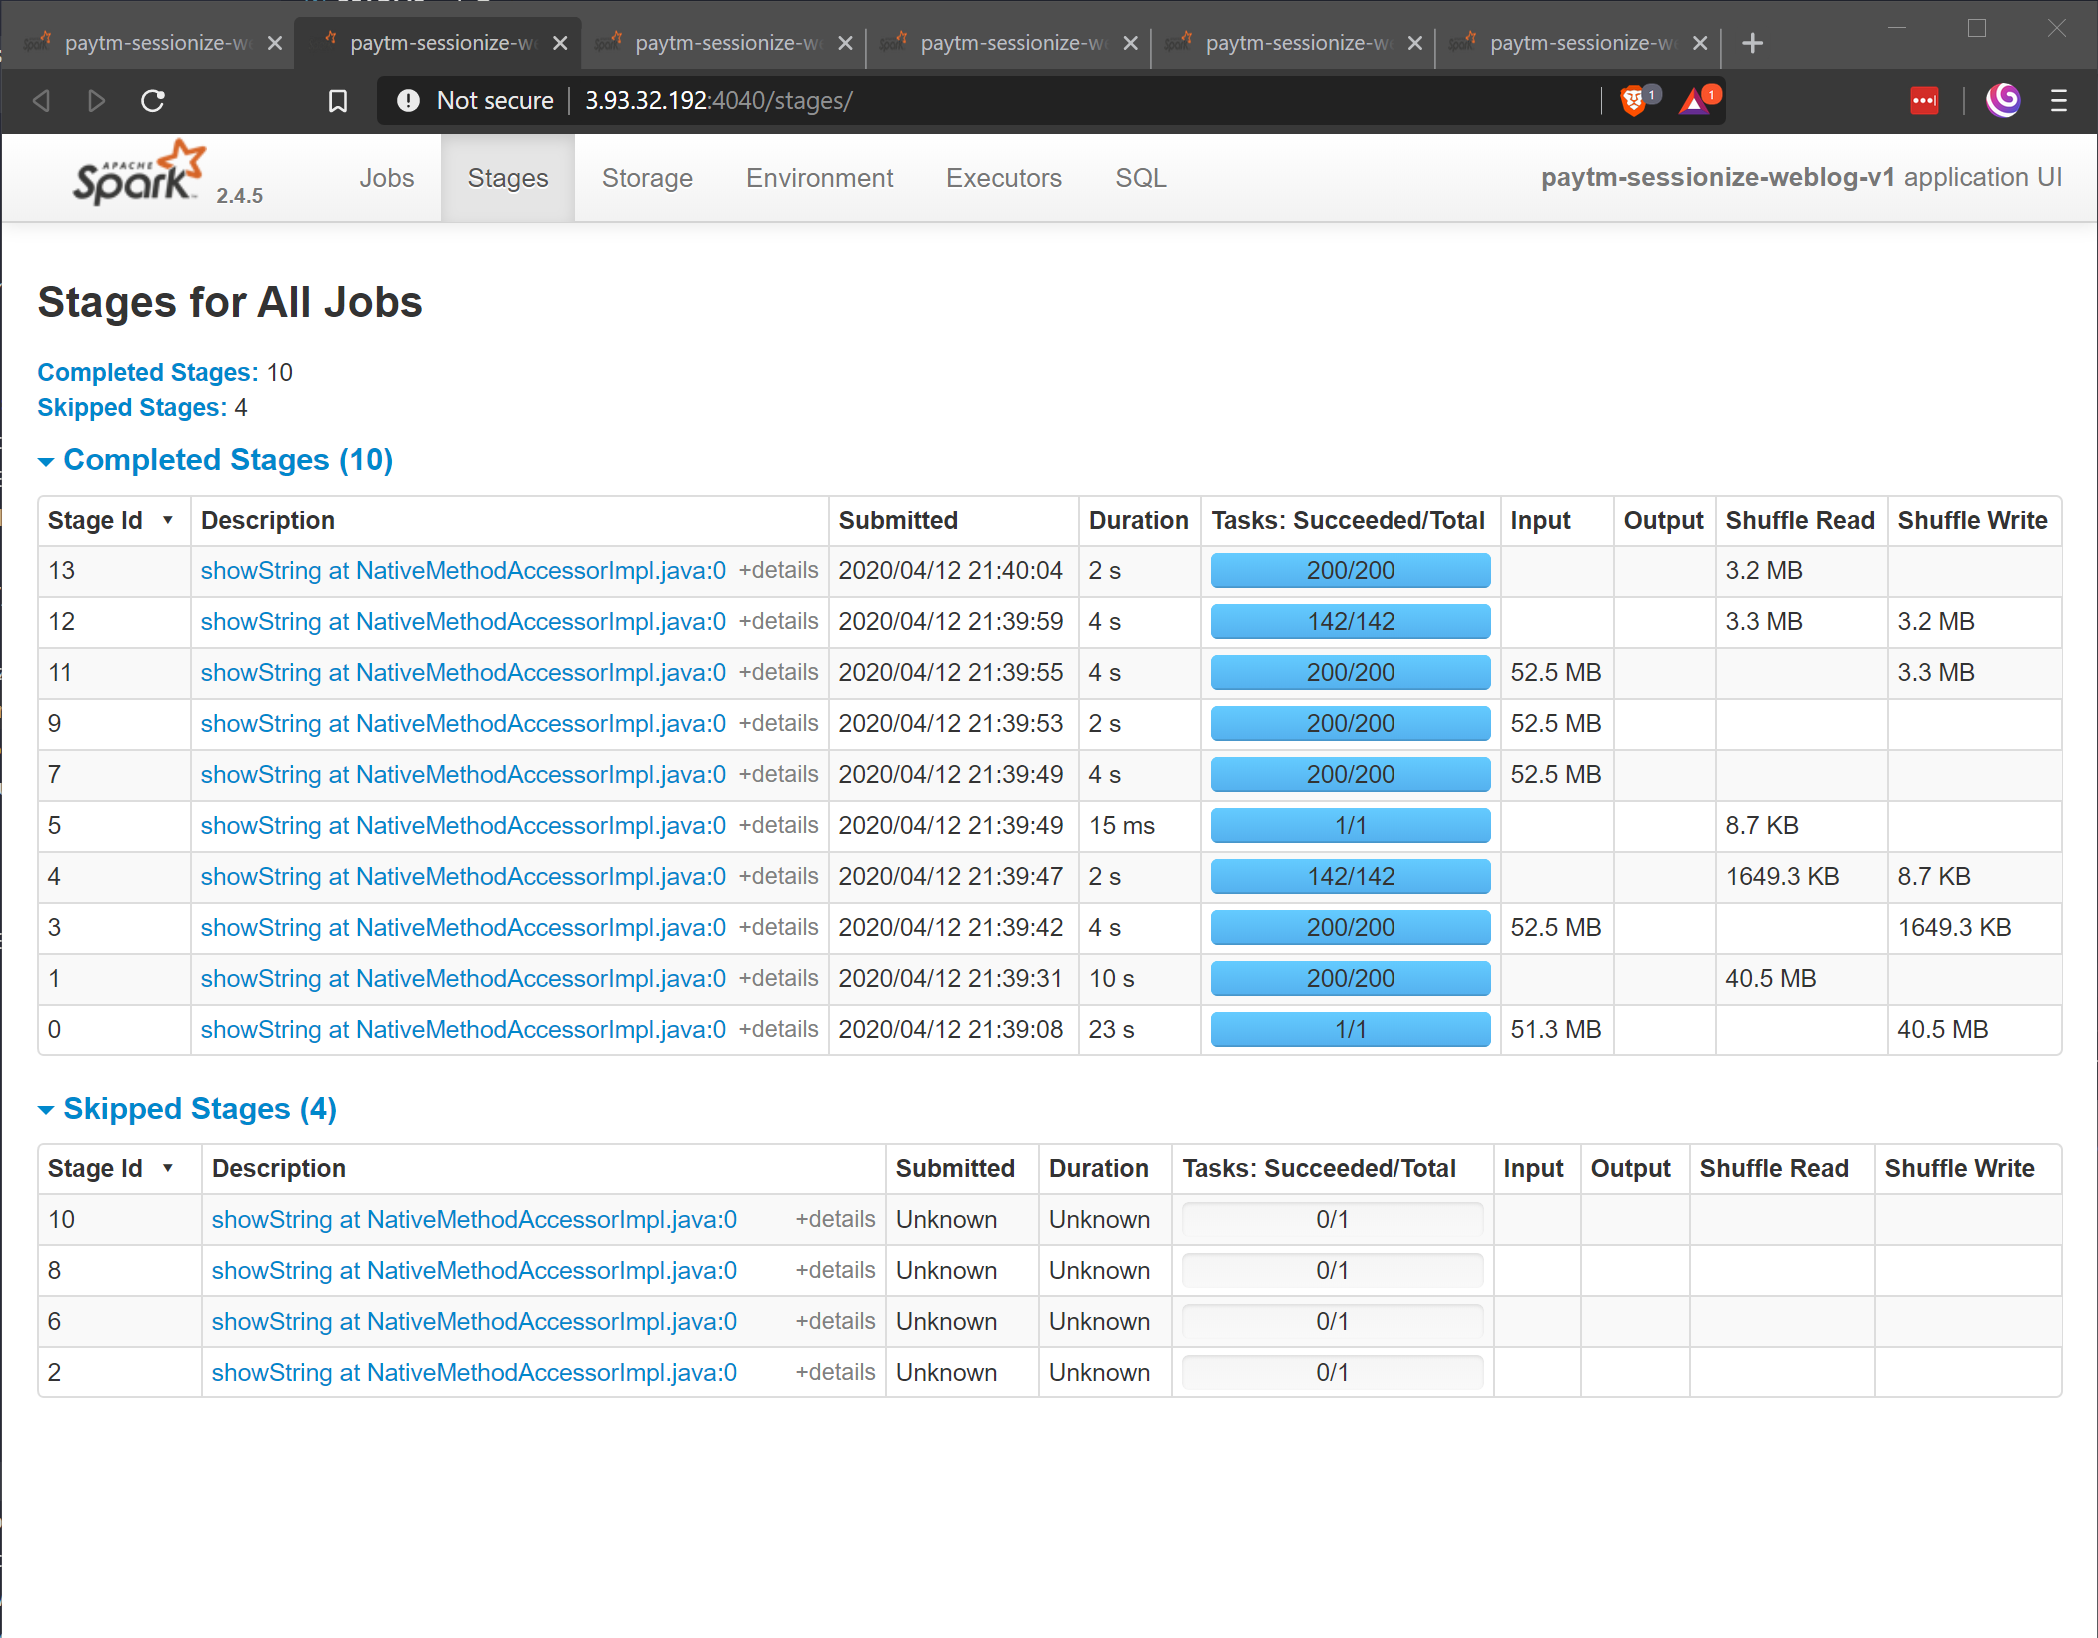 paytm-sessionize-we paytm-sessionize-we paytm-sessionize-we paytm-sessionize-we paytm-sessionize-we paytm-sessionize-we
Not secure 3.93.32.192:4040/stages/ 1 1
APACHE Spark 2.4.5 Jobs Stages Storage Environment Executors SQL paytm-sessionize-weblog-v1 application UI
Stages for All Jobs
Completed Stages: 10
Skipped Stages: 4
Completed Stages (10)
Stage Id Description Submitted Duration Tasks: Succeeded/Total Input Output Shuffle Read Shuffle Write
13 showString at NativeMethodAccessorImpl.java:0 +details 2020/04/12 21:40:04 2 s 200/200 3.2 MB
12 showString at NativeMethodAccessorImpl.java:0 +details 2020/04/12 21:39:59 4 s 142/142 3.3 MB 3.2 MB
11 showString at NativeMethodAccessorImpl.java:0 +details 2020/04/12 21:39:55 4 s 200/200 52.5 MB 3.3 MB
9 showString at NativeMethodAccessorImpl.java:0 +details 2020/04/12 21:39:53 2 s 200/200 52.5 MB
7 showString at NativeMethodAccessorImpl.java:0 +details 2020/04/12 21:39:49 4 s 200/200 52.5 MB
5 showString at NativeMethodAccessorImpl.java:0 +details 2020/04/12 21:39:49 15 ms 1/1 8.7 KB
4 showString at NativeMethodAccessorImpl.java:0 +details 2020/04/12 21:39:47 2 s 142/142 1649.3 KB 8.7 KB
3 showString at NativeMethodAccessorImpl.java:0 +details 2020/04/12 21:39:42 4 s 200/200 52.5 MB 1649.3 KB
1 showString at NativeMethodAccessorImpl.java:0 +details 2020/04/12 21:39:31 10 s 200/200 40.5 MB
0 showString at NativeMethodAccessorImpl.java:0 +details 2020/04/12 21:39:08 23 s 1/1 51.3 MB 40.5 MB
Skipped Stages (4)
Stage Id Description Submitted Duration Tasks: Succeeded/Total Input Output Shuffle Read Shuffle Write
10 showString at NativeMethodAccessorImpl.java:0 +details Unknown Unknown 0/1
8 showString at NativeMethodAccessorImpl.java:0 +details Unknown Unknown 0/1
6 showString at NativeMethodAccessorImpl.java:0 +details Unknown Unknown 0/1
2 showString at NativeMethodAccessorImpl.java:0 +details Unknown Unknown 0/1